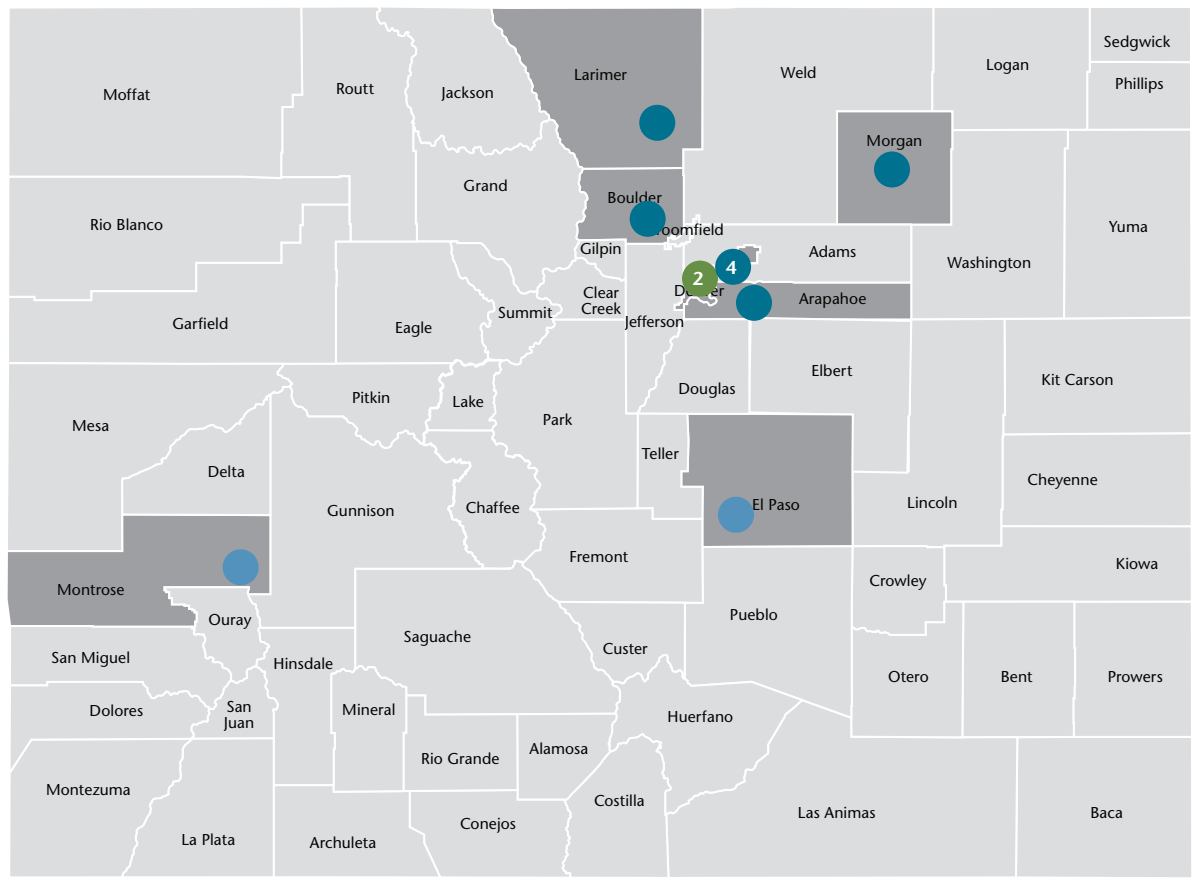 Sedgwick
Larimer
Logan
Weld
Phillips
Routt
Jackson
Moffat
Morgan
Grand
Rio Blanco
Boulder
Yuma
oomfield
Gilpin
Adams
Washington
2
4
De er
Clear
Creek
Arapahoe
Summit
Jefferson
Garfield
Eagle
Elbert
Kit Carson
Douglas
Pitkin
Lake
Park
Mesa
Teller
Delta
Cheyenne
Chaffee
El Paso
Lincoln
Gunnison
Fremont
Kiowa
Crowley
Montrose
Ouray
Pueblo
Saguache
Custer
San Miguel
Hinsdale
Otero
Bent
Prowers
Dolores
San
Juan
Mineral
Huerfano
Alamosa
Rio Grande
Montezuma
Costilla
Las Animas
Baca
Conejos
La Plata
Archuleta